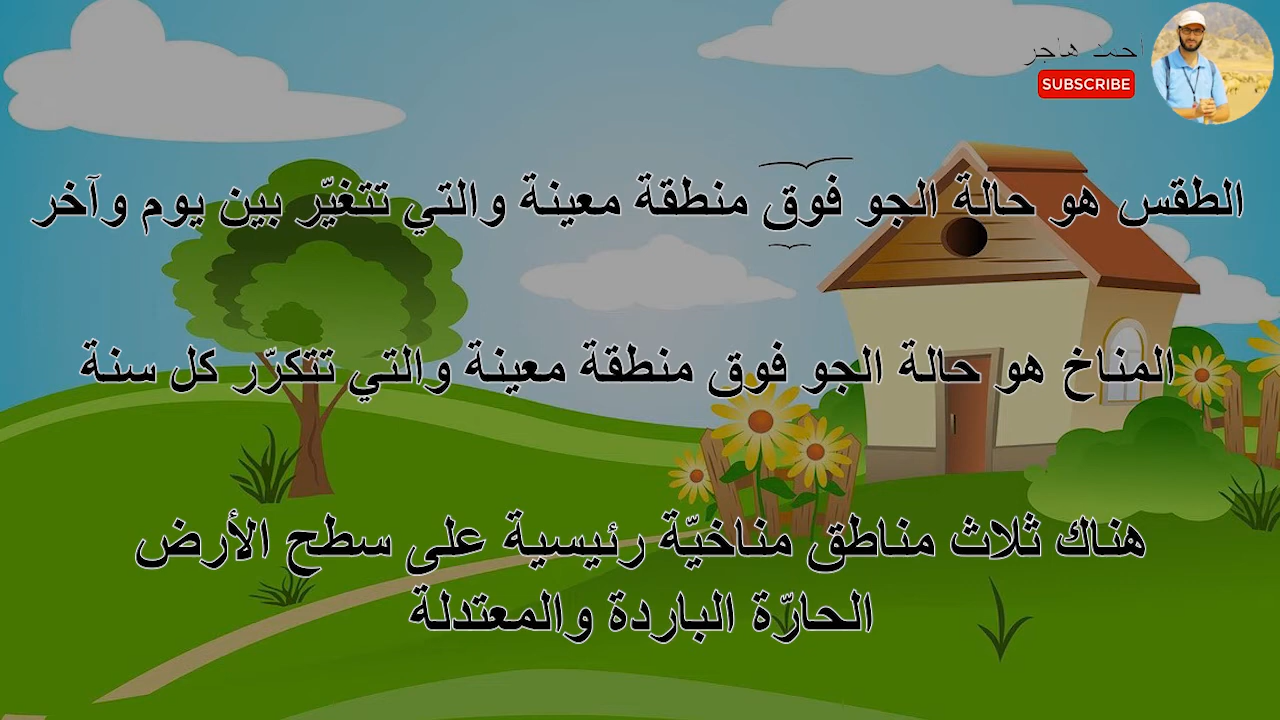 احمد هاجر
SUBSCRIBE
الطقس هو حالة الجو فوق منطقة معينة والتي تتغيّر بين يوم وآخر
المناخ هو حالة الجو فوق منطقة معينة والتي تتكرّر كل سنة
هناك ثلاث مناطق مناخيّة رئيسية على سطح الأرض
الحارّة الباردة والمعتدلة